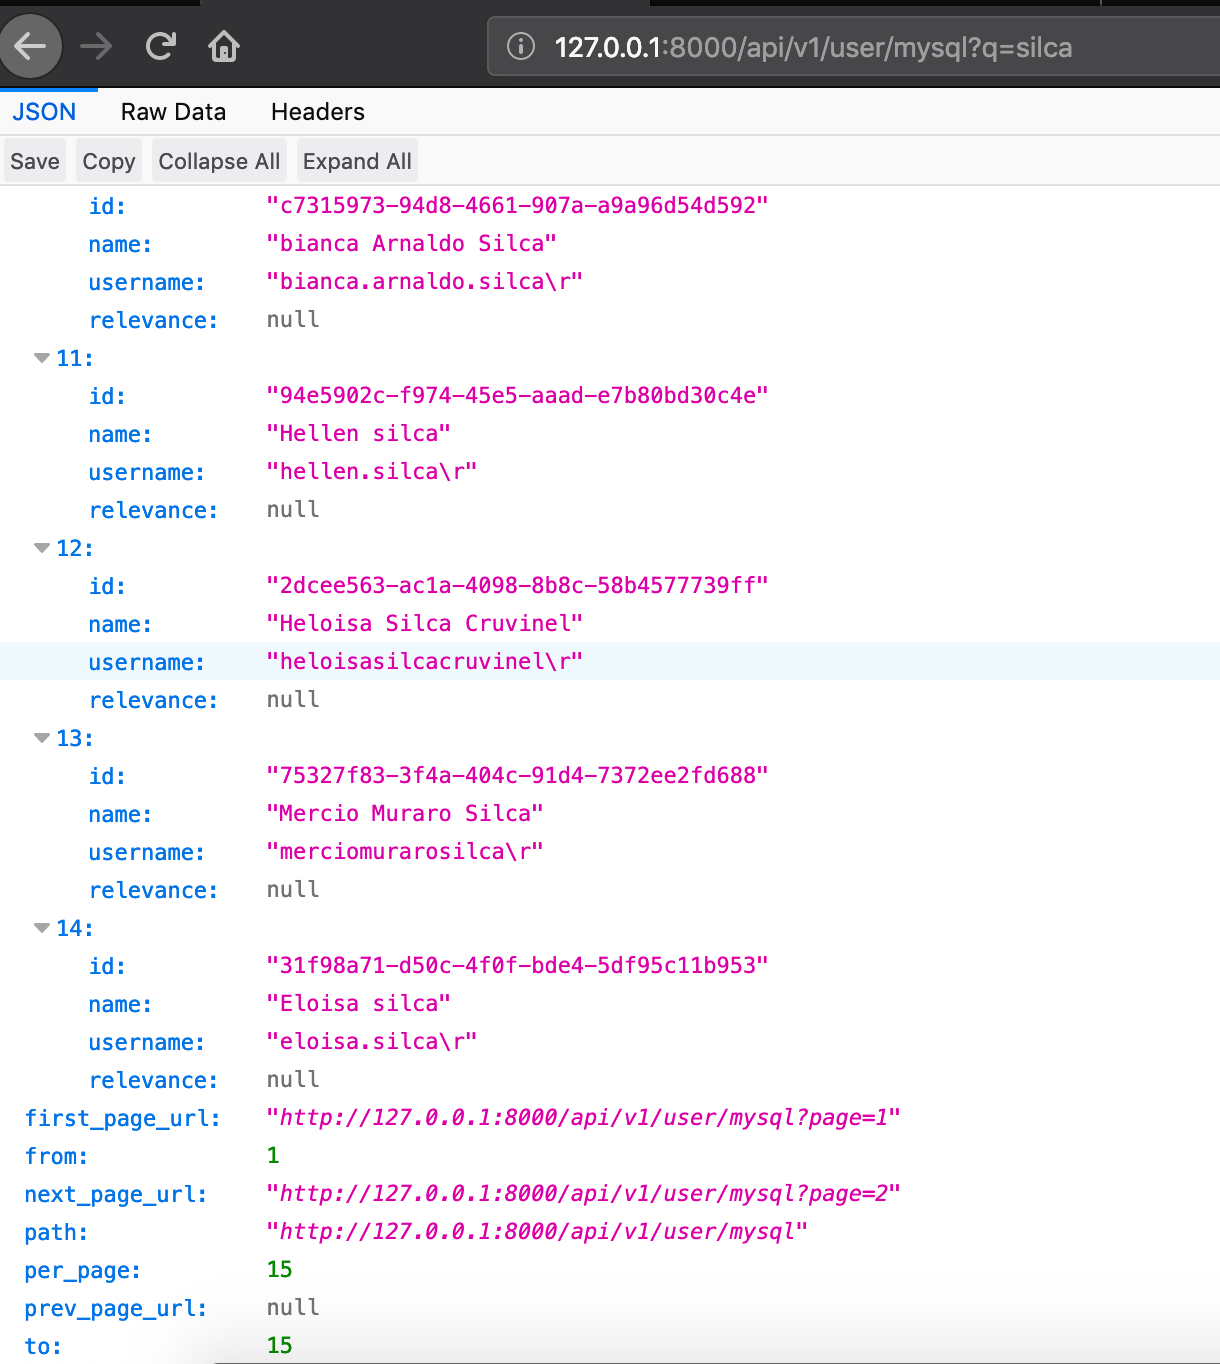 127.0.0.1:8000/api/v1/user/mysql?q=silca
JSON Raw Data Headers
Save Copy Collapse All Expand All
id: "c7315973-94d8-4661-907a-a9a96d54d592"
name: "bianca Arnaldo Silca"
username: "bianca.arnaldo.silca\r"
relevance: null
11:
id: "94e5902c-f974-45e5-aaad-e7b80bd30c4e"
name: "Hellen silca"
username: "hellen.silca\r"
relevance: null
12:
id: "2dcee563-ac1a-4098-8b8c-58b4577739ff"
name: "Heloisa Silca Cruvinel"
username: "heloisasilcacruvinel\r"
relevance: null
13:
id: "75327f83-3f4a-404c-91d4-7372ee2fd688"
name: "Mercio Muraro Silca"
username: "merciomurarosilca\r"
relevance: null
14:
id: "31f98a71-d50c-4f0f-bde4-5df95c11b953"
name: "Eloisa silca"
username: "eloisa.silca\r"
relevance: null
first_page_url: "http://127.0.0.1:8000/api/v1/user/mysql?page=1"
from: 1
next_page_url: "http://127.0.0.1:8000/api/v1/user/mysql?page=2"
path: "http://127.0.0.1:8000/api/v1/user/mysql"
per_page: 15
prev_page_url: null
to: 15